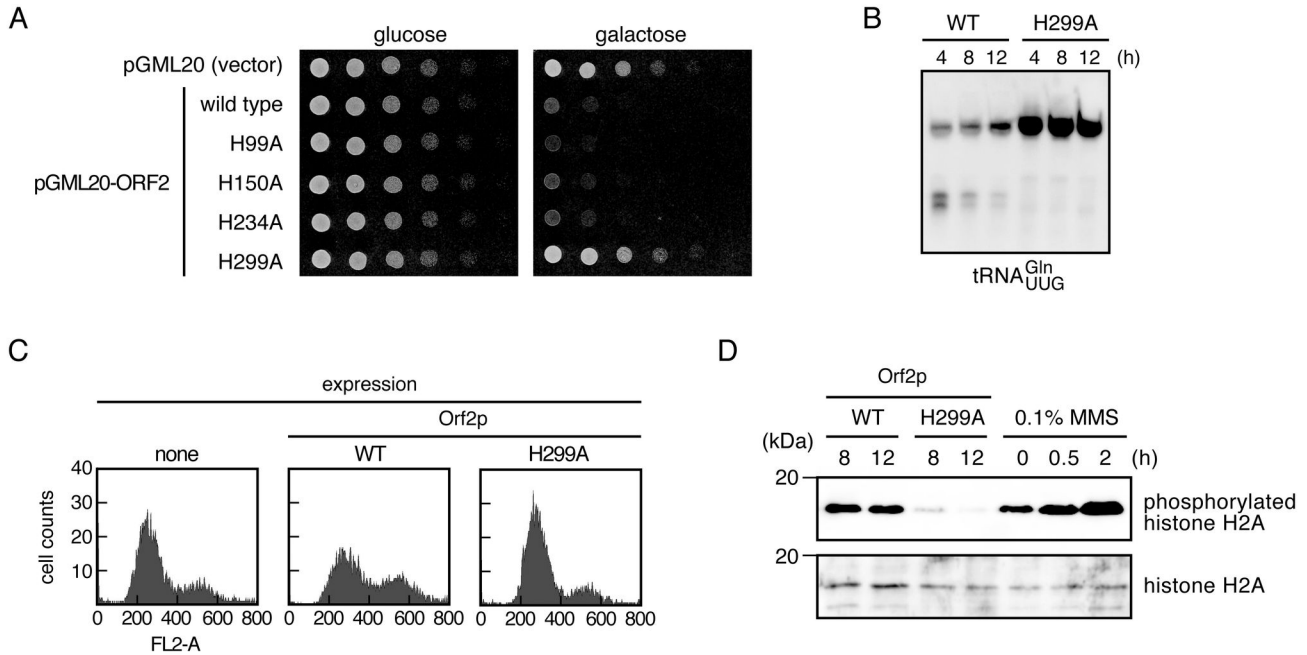 A
glucose
galactose
pGML20 (vector)
wild type
H99A
pGML20-ORF2
H150A
H234A
H299A
B
WT
H299A
4 8 12 4 8 12 (h)
tRNA Gln UUG
C
expression
Orf2p
none
WT
H299A
cell counts
40
30
20
10
0 200 400 600 800 0 200 400 600 800 0 200 400 600 800
FL2-A
D
Orf2p
WT
H299A
0.1% MMS
(kDa)
8 12 8 12 0 0.5 2 (h)
20
phosphorylated
histone H2A
20
histone H2A